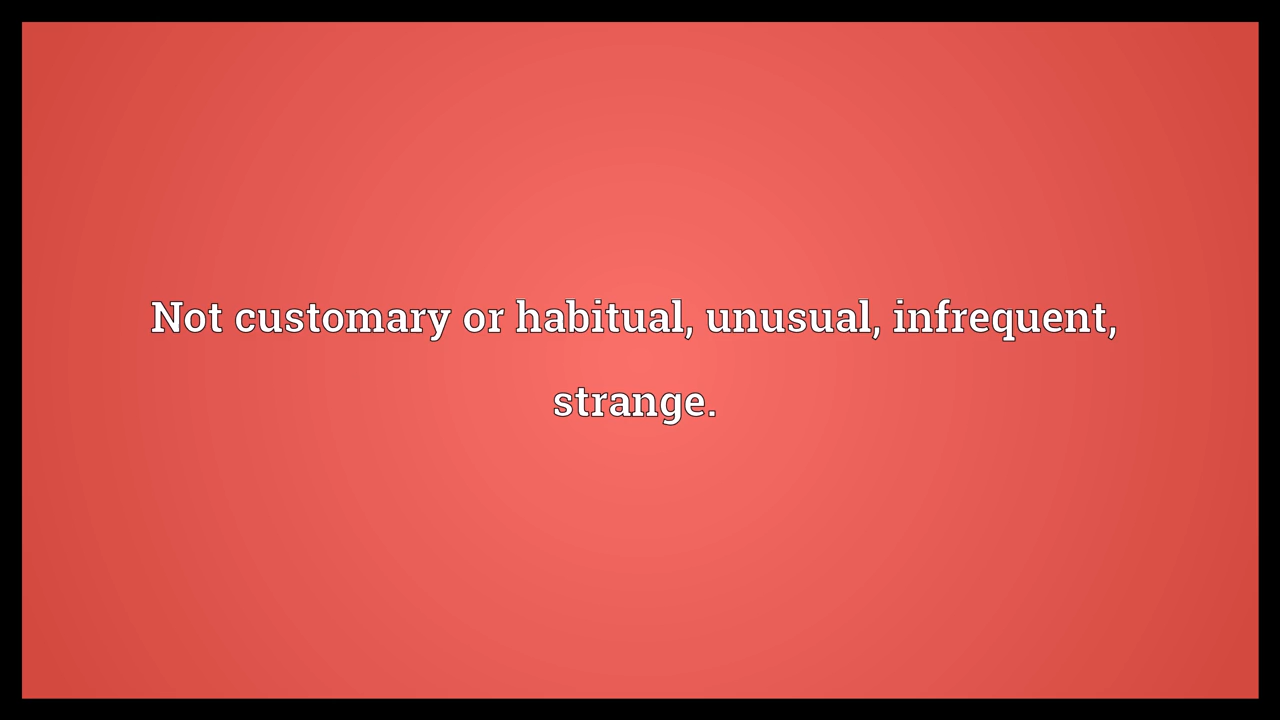 Not customary or habitual, unusual, infrequent,
strange.